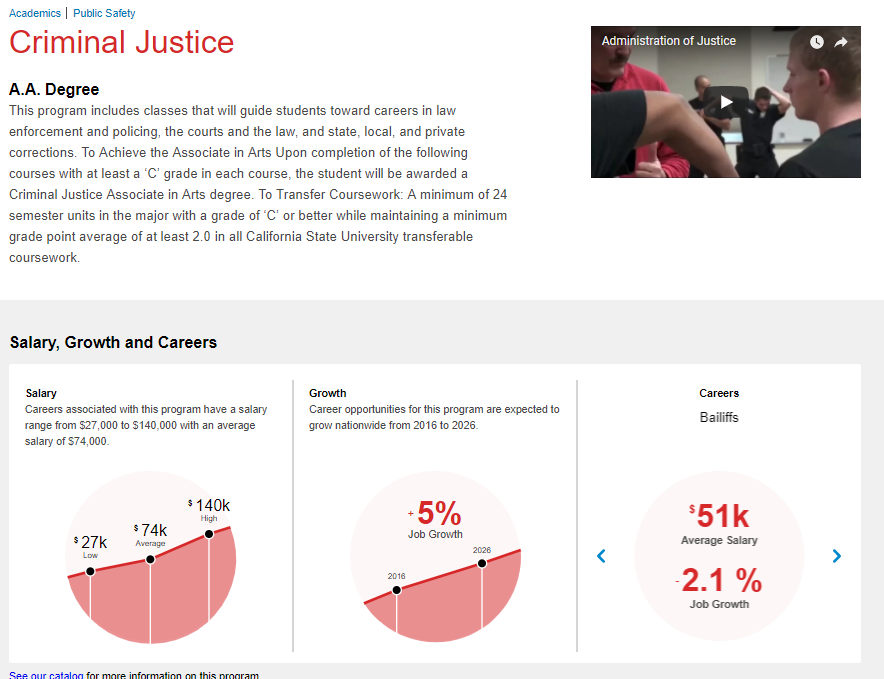 Academics | Public Safety
Criminal Justice
Administration of Justice
A.A. Degree
This program includes classes that will guide students toward careers in law
enforcement and policing, the courts and the law, and state, local, and private
corrections. To Achieve the Associate in Arts Upon completion of the following
courses with at least a ‘C’ grade in each course, the student will be awarded a
Criminal Justice Associate in Arts degree. To Transfer Coursework: A minimum of 24
semester units in the major with a grade of ‘C’ or better while maintaining a minimum
grade point average of at least 2.0 in all California State University transferable
coursework.
Salary, Growth and Careers
Salary
Careers associated with this program have a salary
range from $27,000 to $140,000 with an average
salary of $74,000.
$ 27k
Low
$ 74k
Average
$ 140k
High
Growth
Career opportunities for this program are expected to
grow nationwide from 2016 to 2026.
+ 5%
Job Growth
2016
2026
Careers
Bailiffs
$51k
Average Salary
-2.1 %
Job Growth
See our catalog for more information on this program.